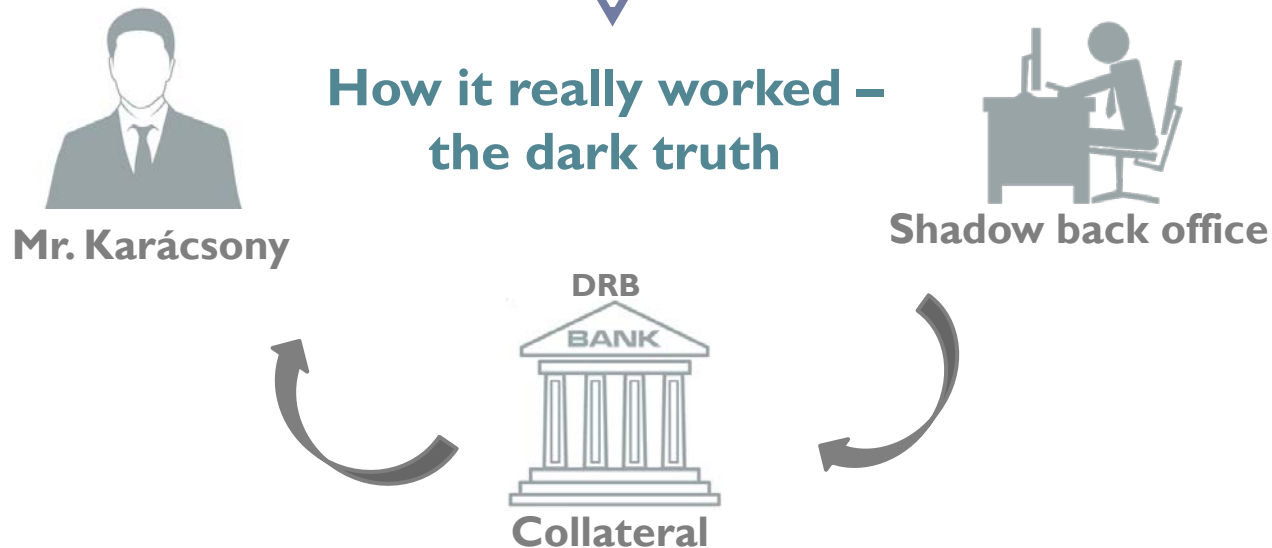 How it really worked –
the dark truth
Mr. Karácsony
Shadow back office
DRB
BANK
Collateral